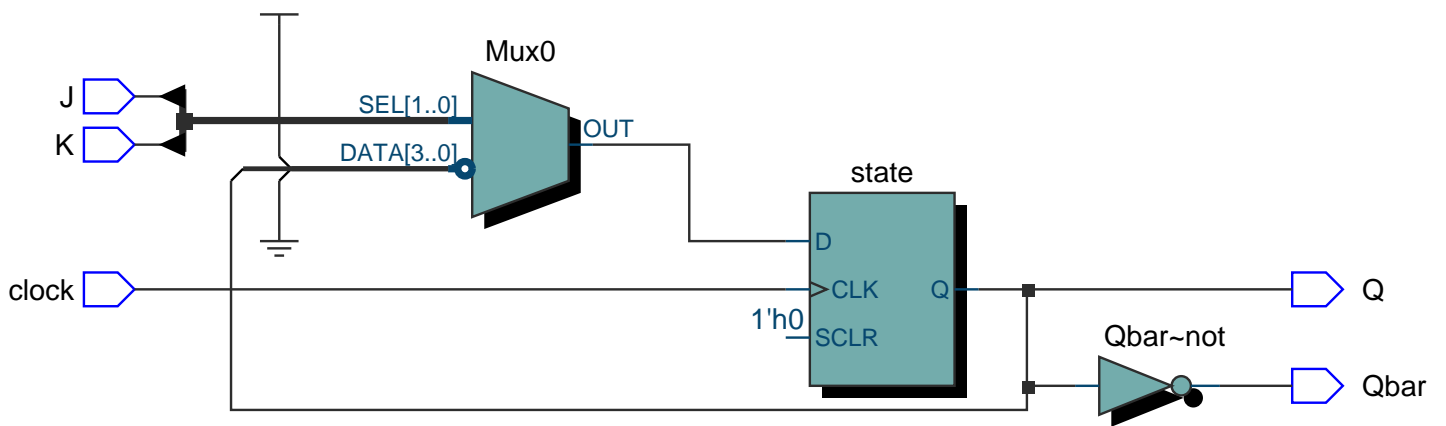 Mux0
J
K
SEL[1..0]
DATA[3..0]
OUT
state
D
clock
CLK
Q
Q
1'h0
SCLR
Qbar~not
Qbar